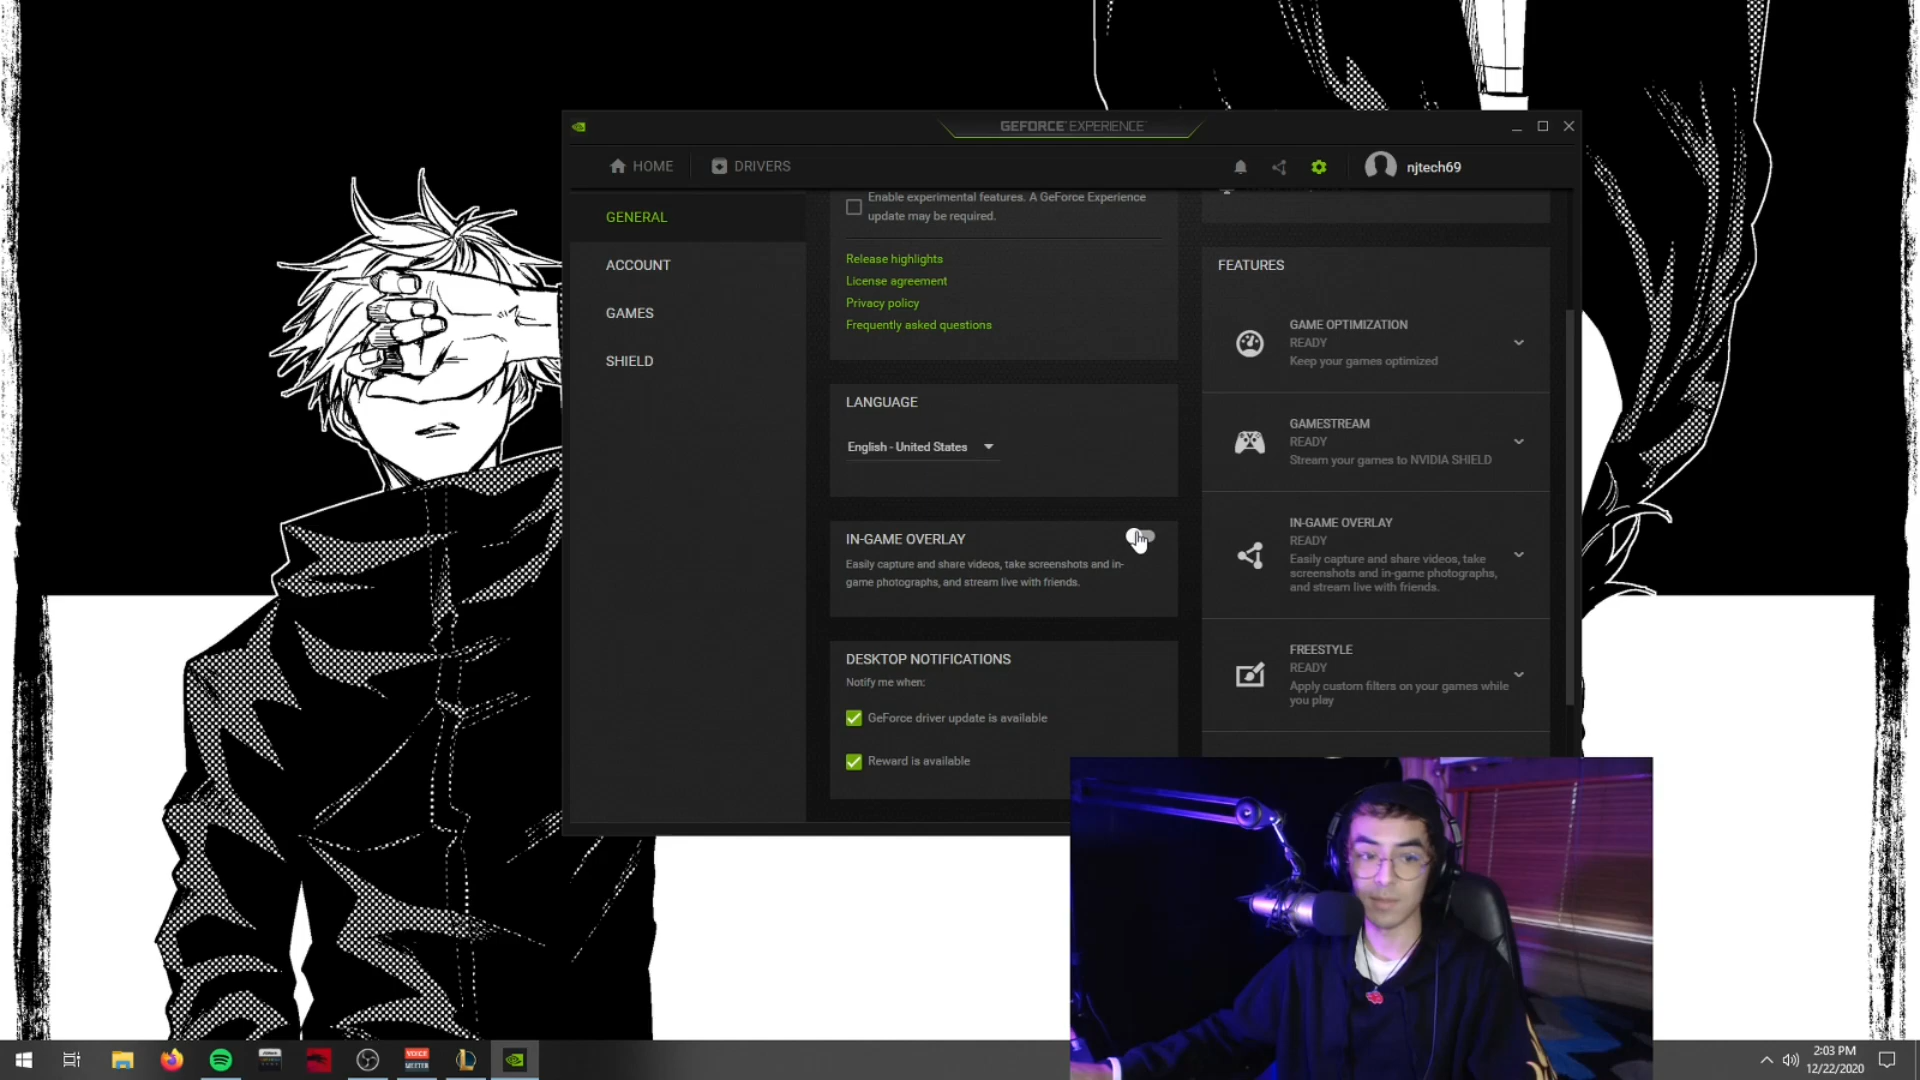 GEFORCE EXPERIENCE
HOME
DRIVERS
njtech69
GENERAL
ACCOUNT
GAMES
SHIELD
Enable experimental features. A GeForce Experience
update may be required.
Release highlights
License agreement
Privacy policy
Frequently asked questions
LANGUAGE
English - United States
IN-GAME OVERLAY
Easily capture and share videos, take screenshots and in-
game photographs, and stream live with friends.
DESKTOP NOTIFICATIONS
Notify me when:
GeForce driver update is available
Reward is available
FEATURES
GAME OPTIMIZATION
READY
Keep your games optimized
GAMESTREAM
READY
Stream your games to NVIDIA SHIELD
IN-GAME OVERLAY
READY
Easily capture and share videos, take
screenshots and in-game photographs,
and stream live with friends.
FREESTYLE
READY
Apply custom filters on your games while
you play
VOICE
MEETER
2:03 PM
12/22/2020